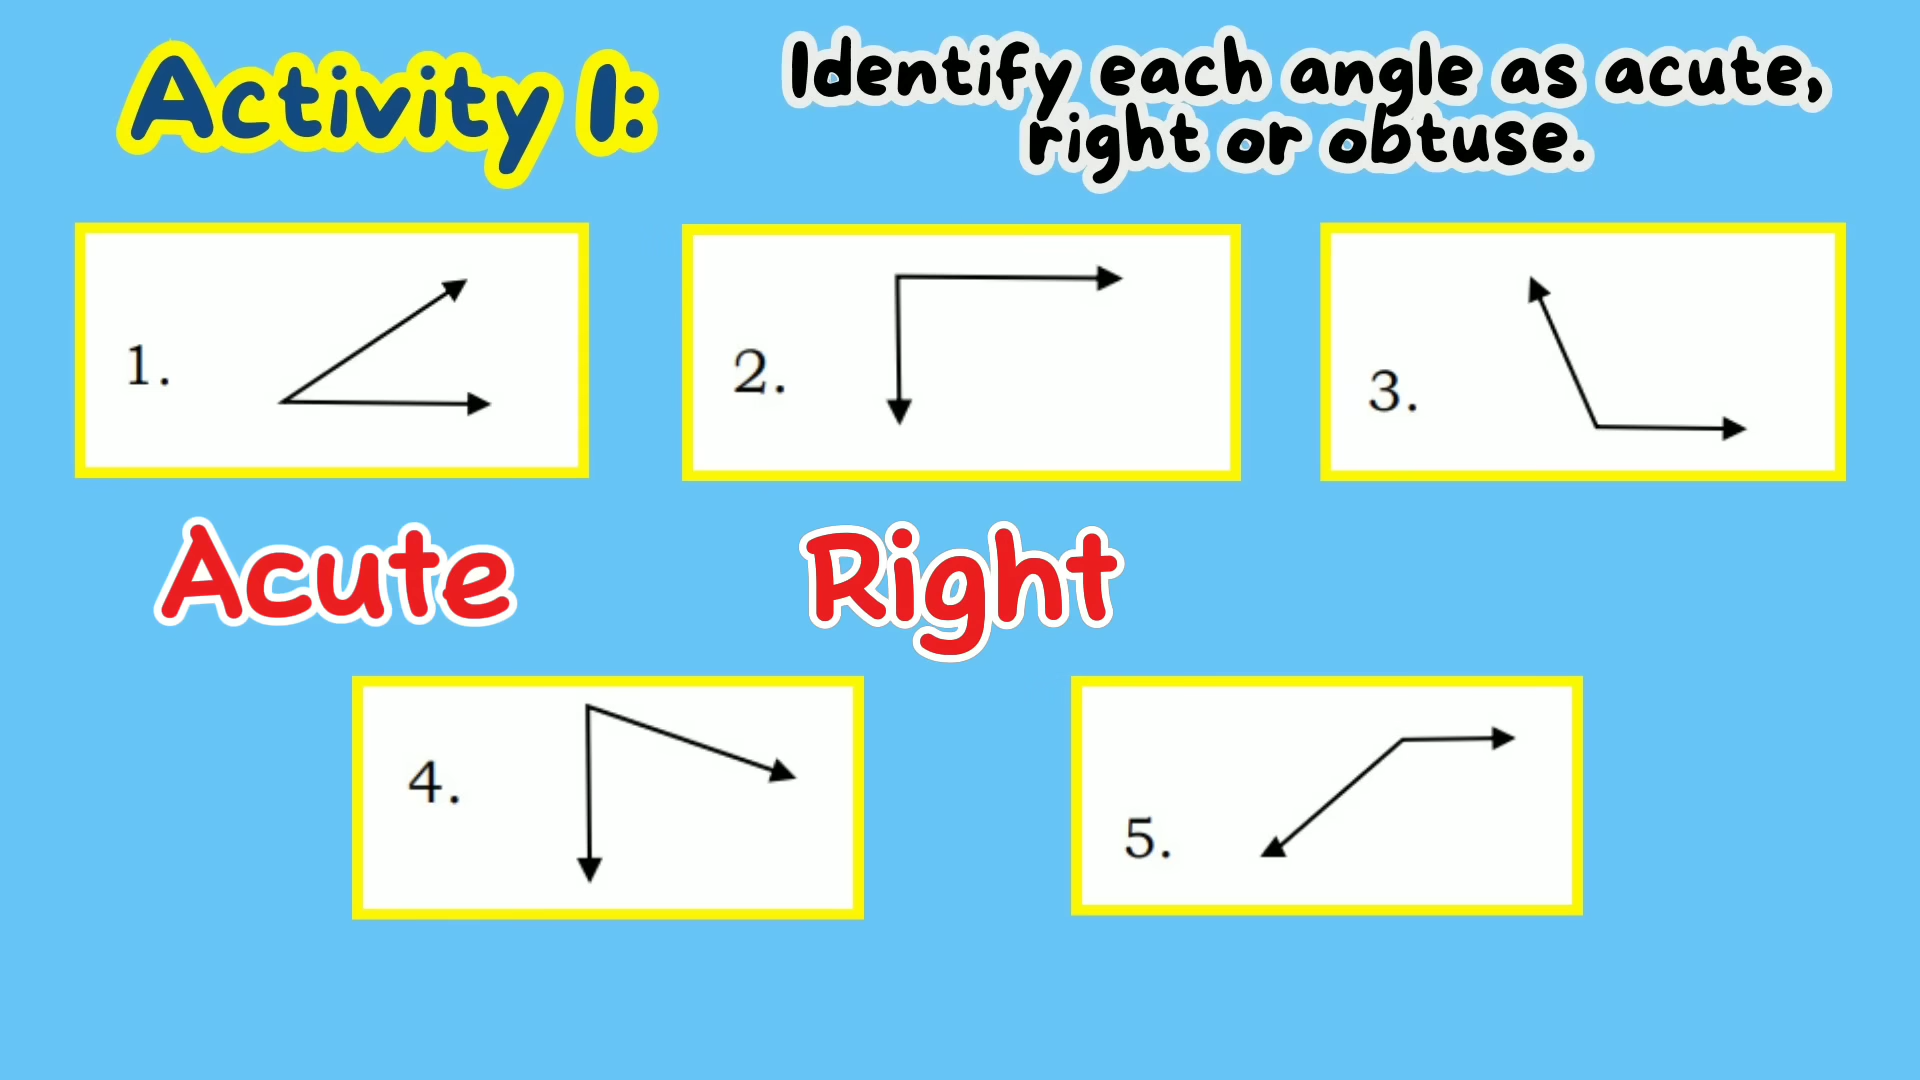 Activity 1:
Identify each angle as acute,
right or obtuse.
1.
2.
3.
Acute
Right
4.
5.